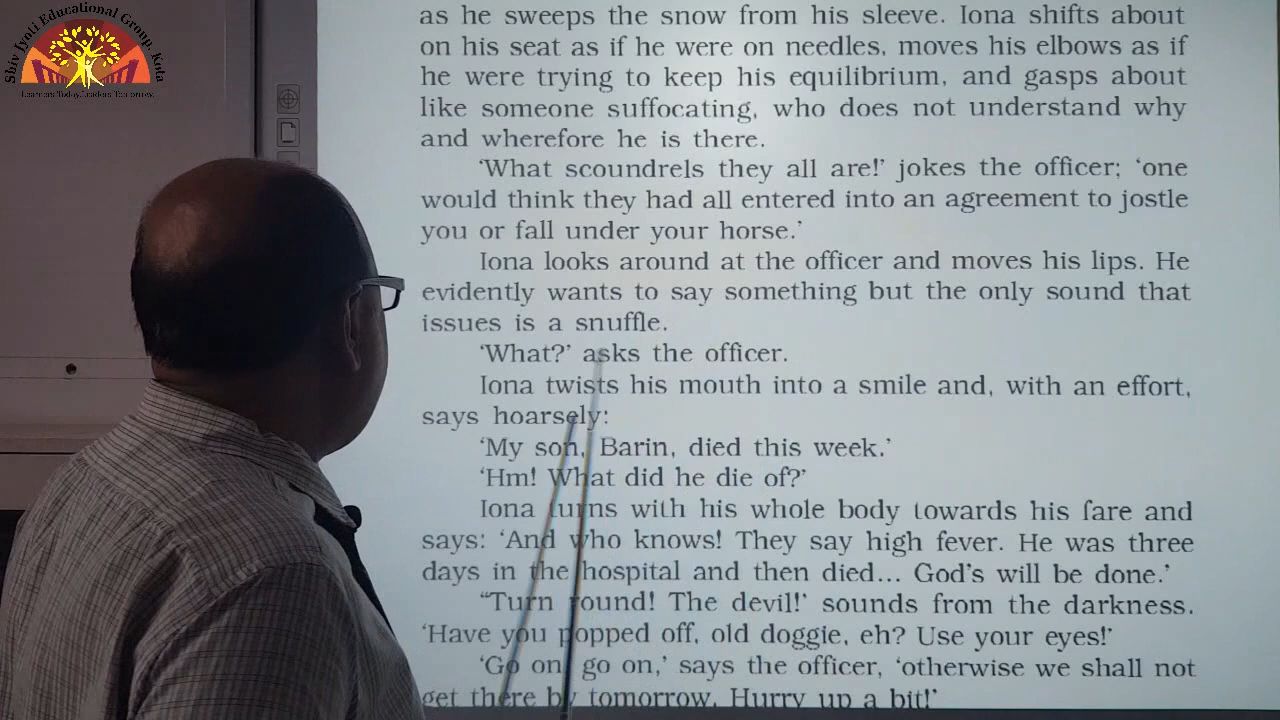 Shiv Jyoti Educational Group, Kota
Learners Today.Leaders Tomorrow.
as he sweeps the snow from his sleeve. Iona shifts about
on his seat as if he were on needles, moves his elbows as if
he were trying to keep his equilibrium, and gasps about
like someone suffocating, who does not understand why
and wherefore he is there.
‘What scoundrels they all are!’ jokes the officer; ‘one
would think they had all entered into an agreement to jostle
you or fall under your horse.’
Iona looks around at the officer and moves his lips. He
evidently wants to say something but the only sound that
issues is a snuffle.
‘What?’ asks the officer.
Iona twists his mouth into a smile and, with an effort,
says hoarsely:
‘My son, Barin, died this week.’
‘Hm! What did he die of?’
Iona turns with his whole body towards his fare and
says: ‘And who knows! They say high fever. He was three
days in the hospital and then died... God’s will be done.’
“Turn round! The devil!’ sounds from the darkness.
‘Have you popped off, old doggie, eh? Use your eyes!’
‘Go on, go on,’ says the officer, ‘otherwise we shall not
get there by tomorrow. Hurry up a bit!’